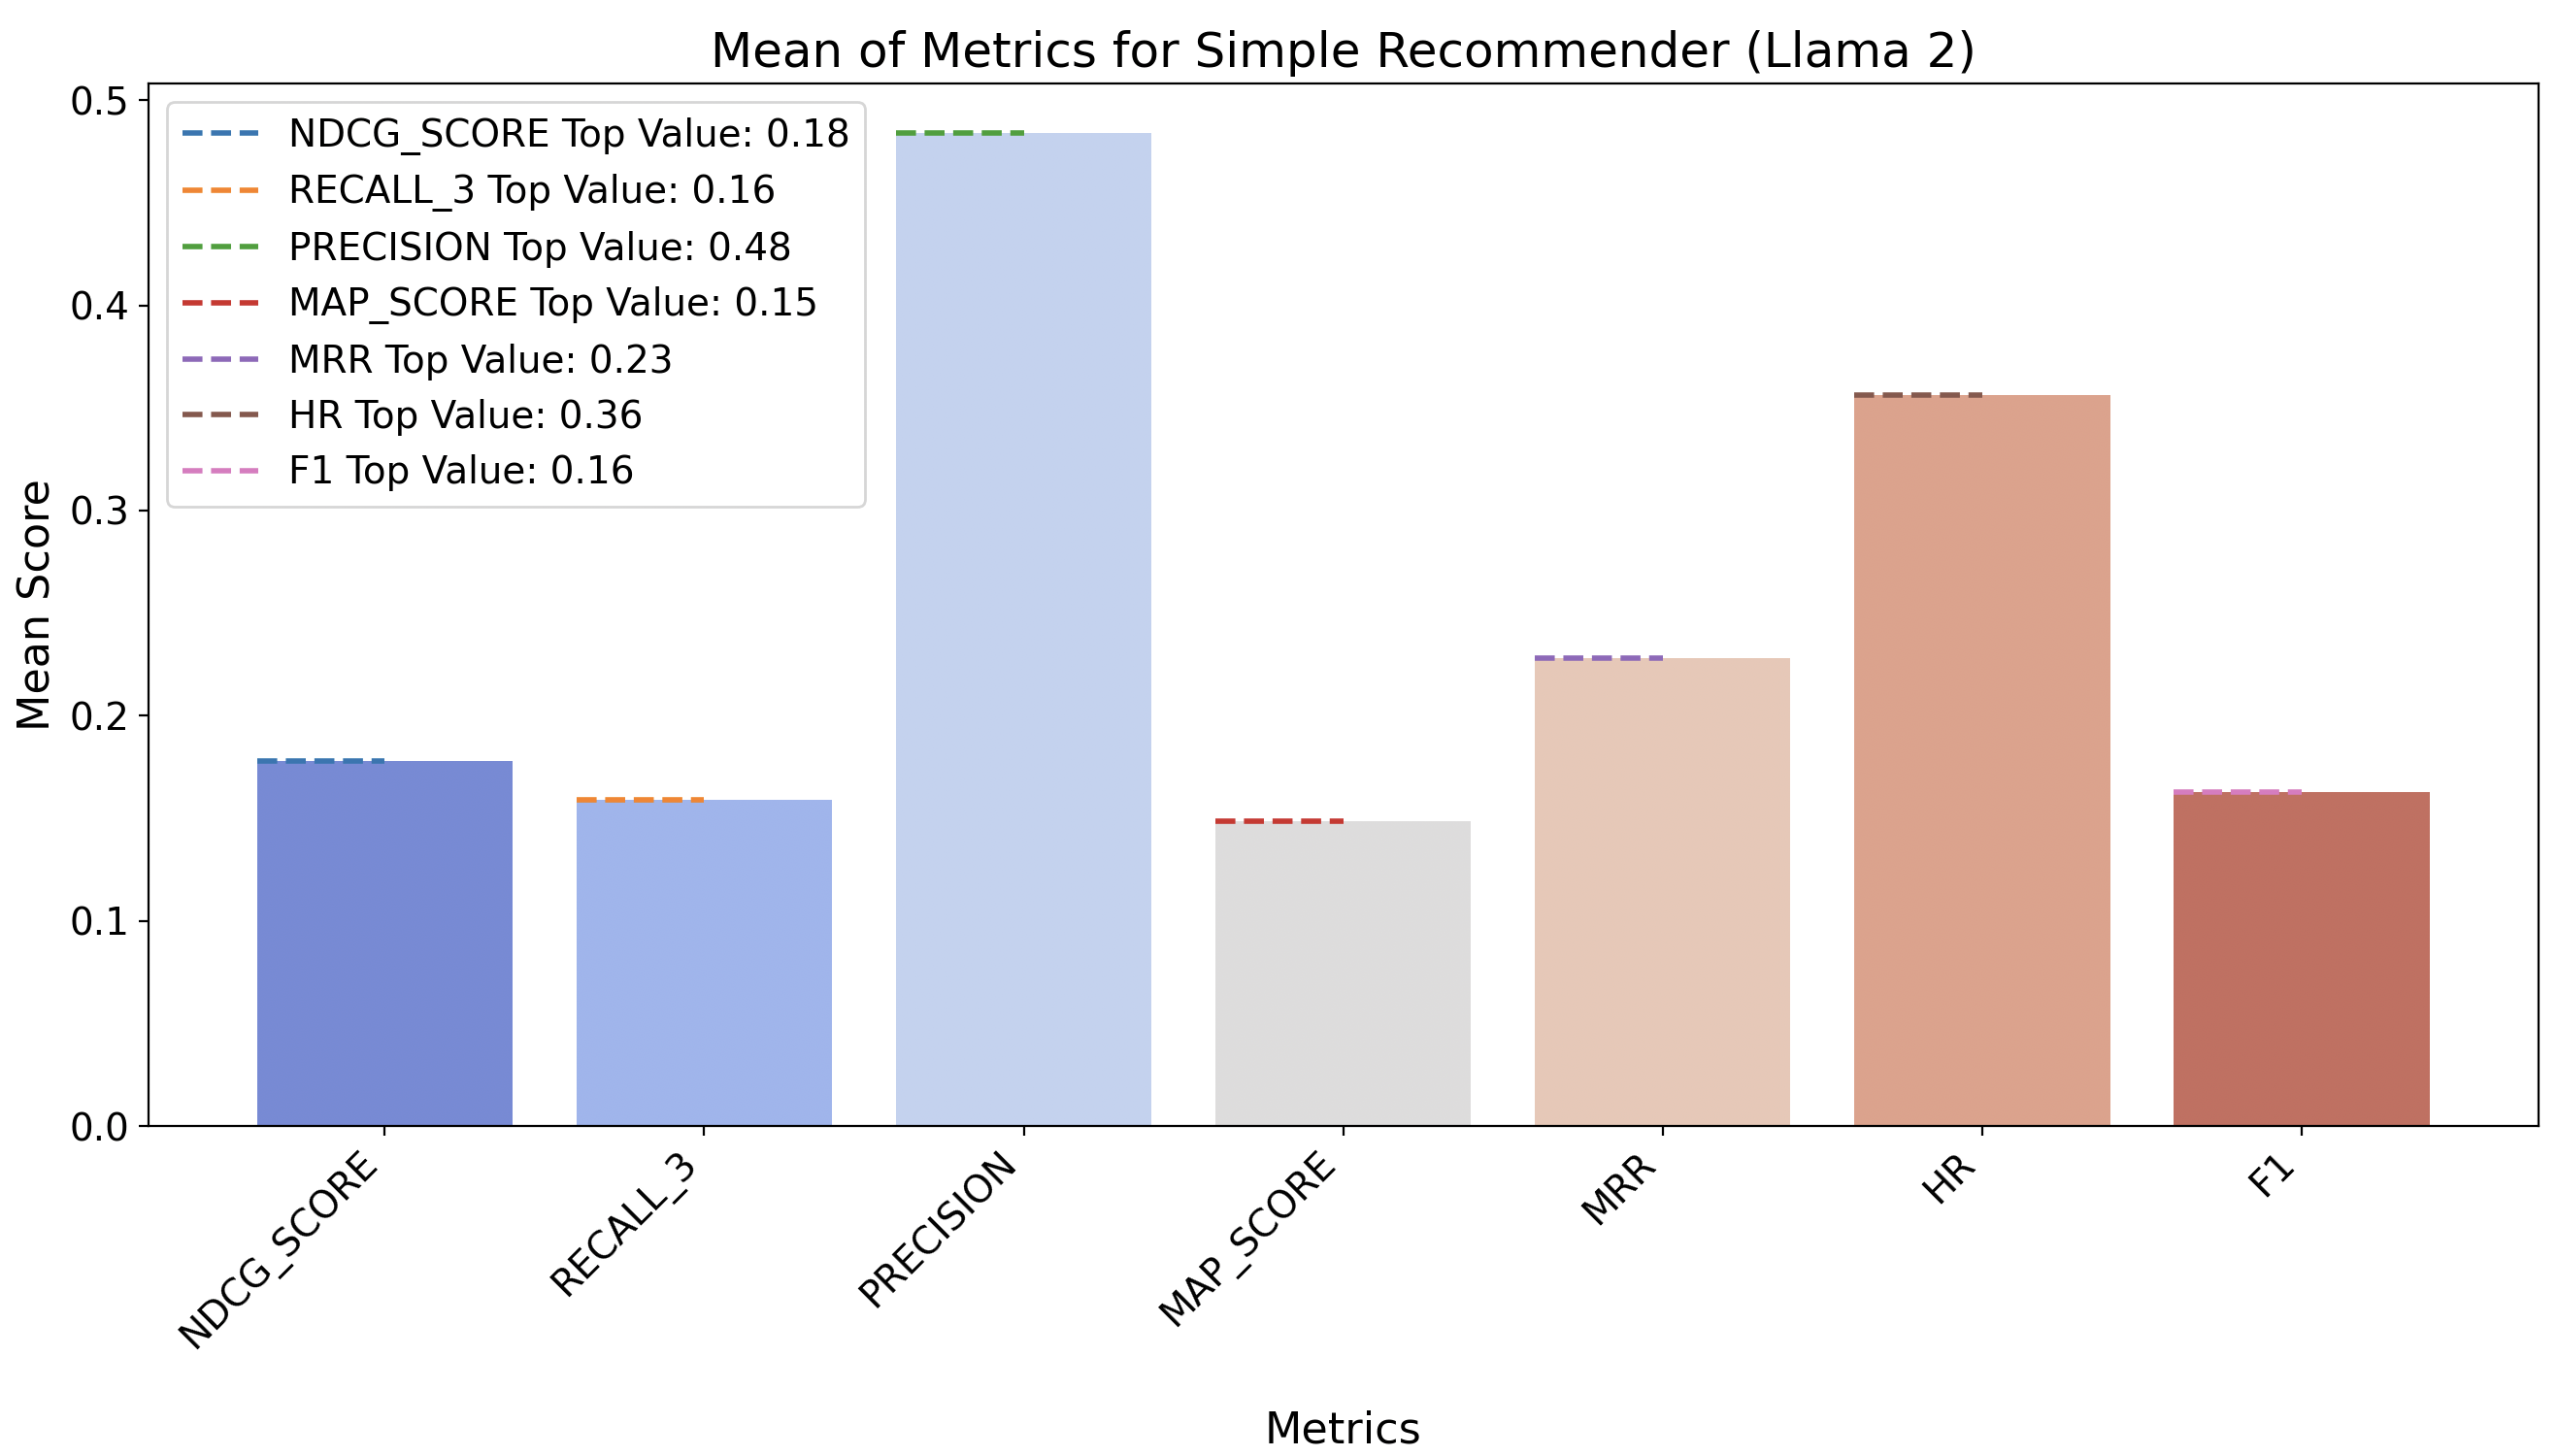 Mean of Metrics for Simple Recommender (Llama 2)
NDCG_SCORE Top Value: 0.18
RECALL_3 Top Value: 0.16
PRECISION Top Value: 0.48
MAP_SCORE Top Value: 0.15
MRR Top Value: 0.23
HR Top Value: 0.36
F1 Top Value: 0.16
Mean Score
0.5
0.4
0.3
0.2
0.1
0.0
NDCG_SCORE
RECALL_3
PRECISION
MAP_SCORE
MRR
HR
F1
Metrics